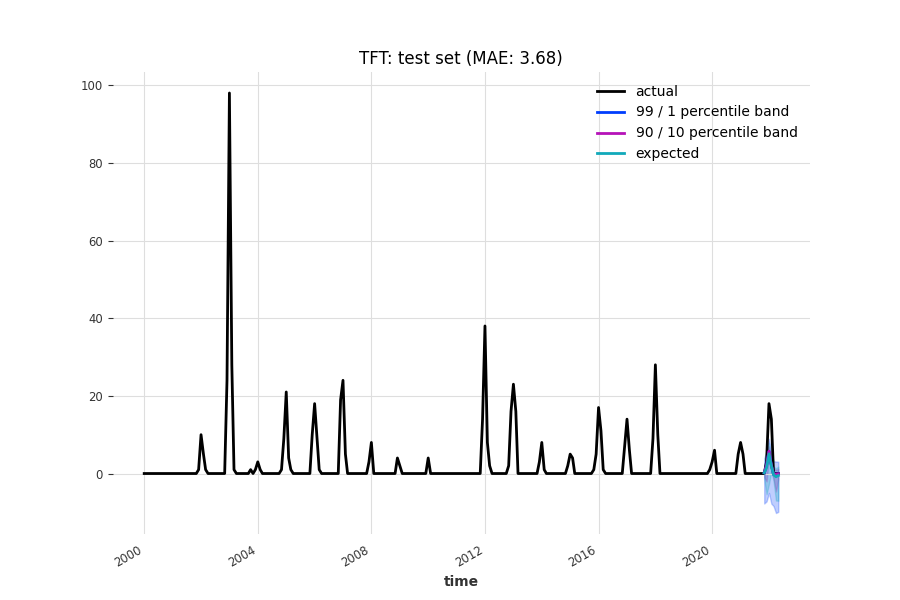 TFT: test set (MAE: 3.68)
actual
99 / 1 percentile band
90 / 10 percentile band
expected
100
80
60
40
20
0
2000
2004
2008
2012
2016
2020
time